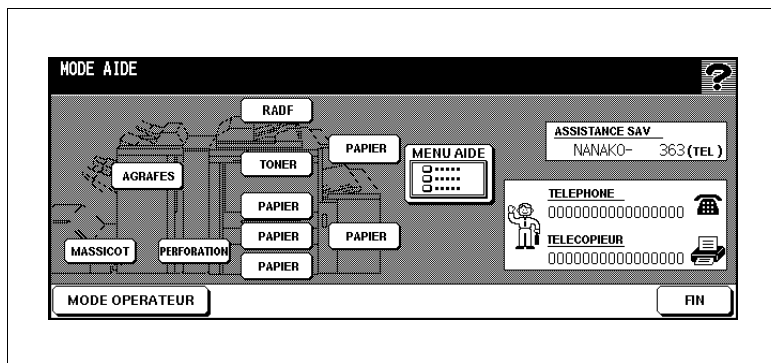 MODE AIDE
RADF
PAPIER
ASSISTANCE SAV
NANAKO- 363 (TEL)
MENU AIDE
TONER
AGRAFES
PAPIER
TELEPHONE
0000000000000000
PAPIER
PAPIER
TELECOPIEUR
0000000000000000
MASSICOT
PERFORATION
PAPIER
MODE OPERATEUR
FIN